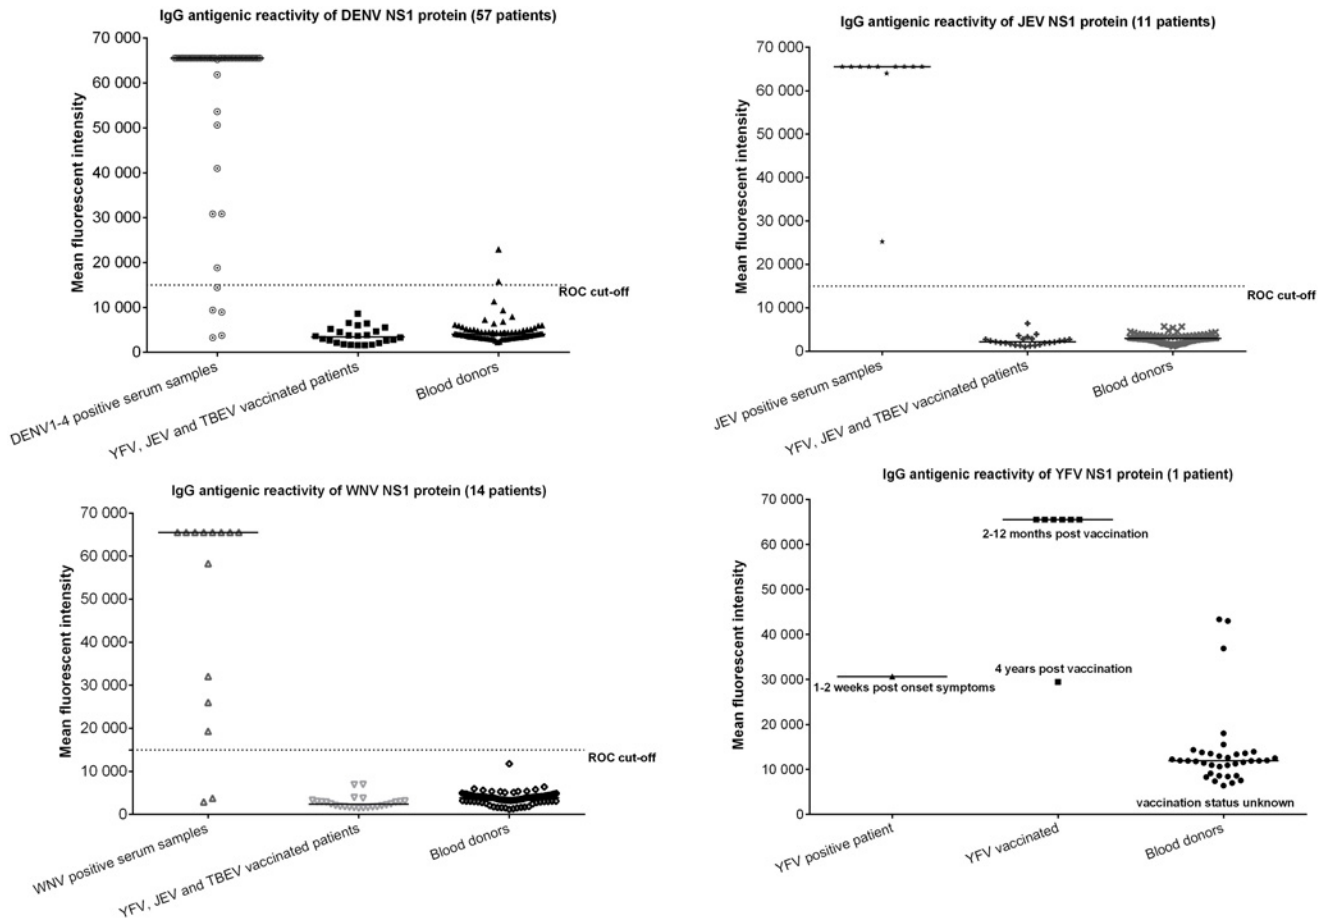 IgG antigenic reactivity of DENV NS1 protein (57 patients)
70 000
60 000
50 000
40 000
30 000
20 000
10 000
0
Mean fluorescent intensity
ROC cut-off
DENV1-4 positive serum samples
YFV, JEV and TBEV vaccinated patients
Blood donors
IgG antigenic reactivity of JEV NS1 protein (11 patients)
70 000
60 000
50 000
40 000
30 000
20 000
10 000
0
Mean fluorescent intensity
ROC cut-off
JEV positive serum samples
YFV, JEV and TBEV vaccinated patients
Blood donors
IgG antigenic reactivity of WNV NS1 protein (14 patients)
70 000
60 000
50 000
40 000
30 000
20 000
10 000
0
Mean fluorescent intensity
ROC cut-off
WNV positive serum samples
YFV, JEV and TBEV vaccinated patients
Blood donors
IgG antigenic reactivity of YFV NS1 protein (1 patient)
70 000
60 000
50 000
40 000
30 000
20 000
10 000
0
Mean fluorescent intensity
2-12 months post vaccination
4 years post vaccination
1-2 weeks post onset symptoms
vaccination status unknown
YFV positive patient
YFV vaccinated
Blood donors